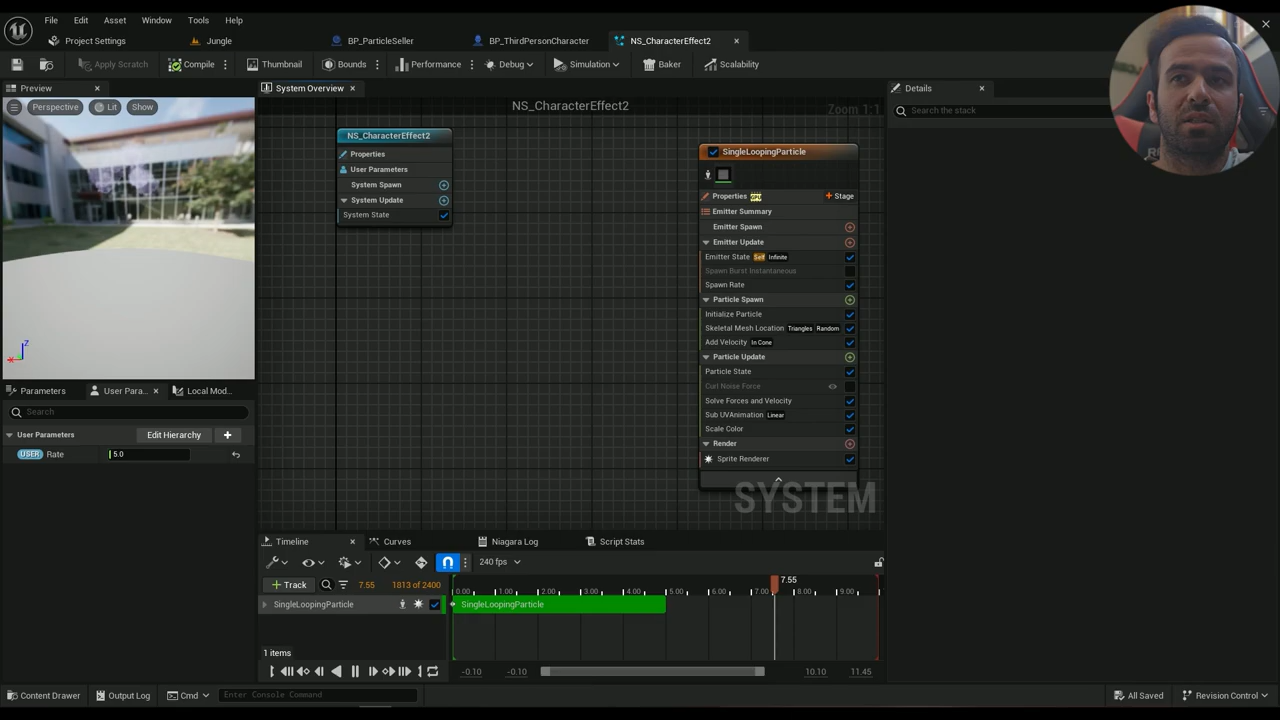 File Edit Asset Window Tools Help
Project Settings Jungle BP_ParticleSeller BP_ThirdPersonCharacter NS_CharacterEffect2
Apply Scratch Compile Thumbnail Bounds Performance Debug Simulation Baker Scalability
Preview
Perspective Lit Show
Z
X
Parameters User Para... Local Mod...
Search
User Parameters Edit Hierarchy
USER Rate 5.0
System Overview
NS_CharacterEffect2
Zoom 1:1
NS_CharacterEffect2
Properties
User Parameters
System Spawn
System Update
System State
SingleLoopingParticle
Properties GPU Stage
Emitter Summary
Emitter Spawn
Emitter Update
Emitter State Self Infinite
Spawn Burst Instantaneous
Spawn Rate
Particle Spawn
Initialize Particle
Skeletal Mesh Location Triangles Random
Add Velocity In Cone
Particle Update
Particle State
Curl Noise Force
Solve Forces and Velocity
Sub UVAnimation Linear
Scale Color
Render
Sprite Renderer
SYSTEM
Details
Search the stack
Timeline Curves Niagara Log Script Stats
240 fps
Track 7.55 1813 of 2400
7.55
0.00 1.00 2.00 3.00 4.00 5.00 6.00 7.00 8.00 9.00
SingleLoopingParticle SingleLoopingParticle
1 items
-0.10 -0.10 10.10 11.45
Content Drawer Output Log Cmd Enter Console Command All Saved Revision Control